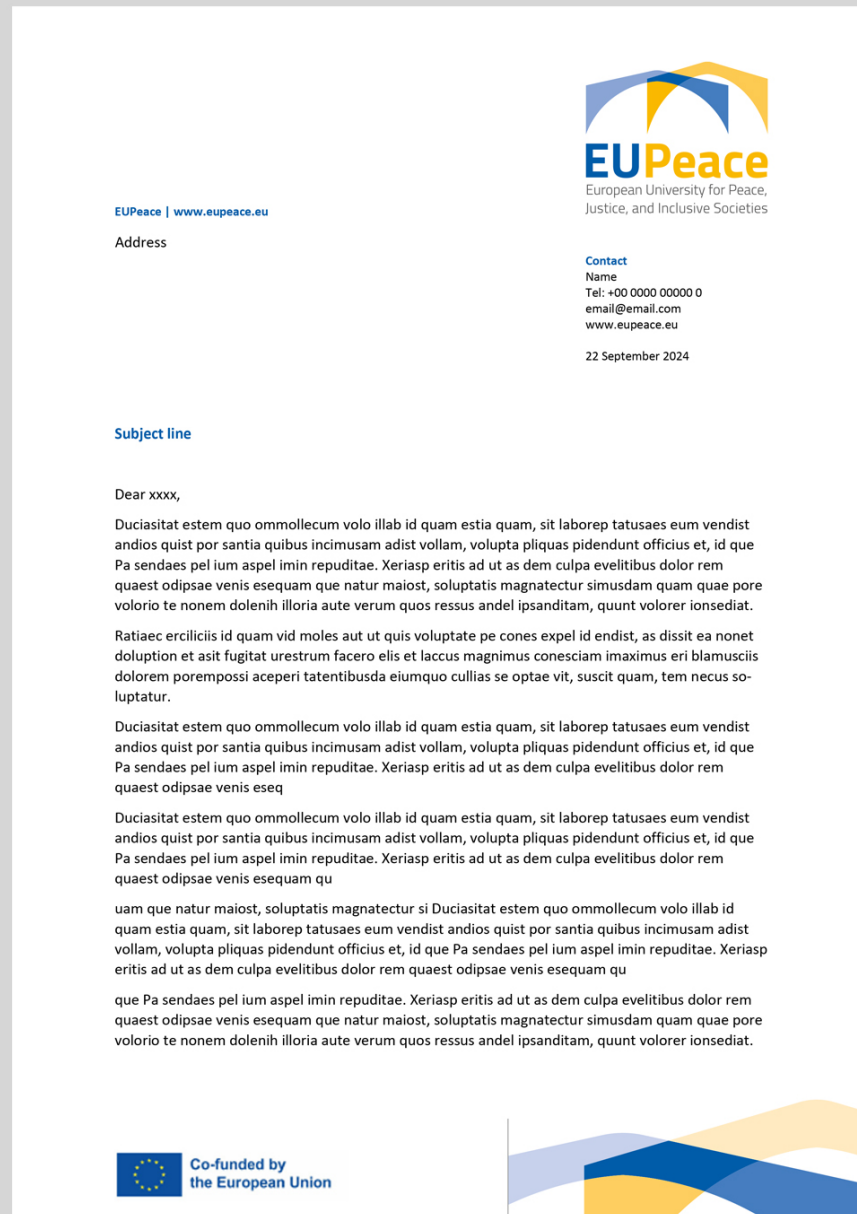 EUPeace
European University for Peace,
Justice, and Inclusive Societies
EUPeace | www.eupeace.eu
Address
Contact
Name
Tel: +00 0000 00000 0
email@email.com
www.eupeace.eu
22 September 2024
Subject line
Dear xxxx,
Duciasitat estem quo ommollecum volo illab id quam estia quam, sit laborep tatusaes eum vendist
andios quist por santia quibus incimusam adist vollam, volupta pliquas pidendunt officius et, id que
Pa sendaes pel ium aspel imin repuditae. Xeriasp eritis ad ut as dem culpa evelitibus dolor rem
quaest odipsae venis esequam que natur maiost, soluptatis magnatectur simusdam quam quae pore
volorio te nonem dolenih illoria aute verum quos ressus andel ipsanditam, quunt volorer ionsediat.
Ratiaec erciliciis id quam vid moles aut ut quis voluptate pe cones expel id endist, as dissit ea nonet
doluption et asit fugitat urestrum facero elis et laccus magnimus conesciam imaximus eri blamusciis
dolorem porempossi aceperi tatentibusda eiumquo cullias se optae vit, suscit quam, tem necus so-
luptatur.
Duciasitat estem quo ommollecum volo illab id quam estia quam, sit laborep tatusaes eum vendist
andios quist por santia quibus incimusam adist vollam, volupta pliquas pidendunt officius et, id que
Pa sendaes pel ium aspel imin repuditae. Xeriasp eritis ad ut as dem culpa evelitibus dolor rem
quaest odipsae venis eseq
Duciasitat estem quo ommollecum volo illab id quam estia quam, sit laborep tatusaes eum vendist
andios quist por santia quibus incimusam adist vollam, volupta pliquas pidendunt officius et, id que
Pa sendaes pel ium aspel imin repuditae. Xeriasp eritis ad ut as dem culpa evelitibus dolor rem
quaest odipsae venis esequam qu
uam que natur maiost, soluptatis magnatectur si Duciasitat estem quo ommollecum volo illab id
quam estia quam, sit laborep tatusaes eum vendist andios quist por santia quibus incimusam adist
vollam, volupta pliquas pidendunt officius et, id que Pa sendaes pel ium aspel imin repuditae. Xeriasp
eritis ad ut as dem culpa evelitibus dolor rem quaest odipsae venis esequam qu
que Pa sendaes pel ium aspel imin repuditae. Xeriasp eritis ad ut as dem culpa evelitibus dolor rem
quaest odipsae venis esequam que natur maiost, soluptatis magnatectur simusdam quam quae pore
volorio te nonem dolenih illoria aute verum quos ressus andel ipsanditam, quunt volorer ionsediat.
Co-funded by
the European Union